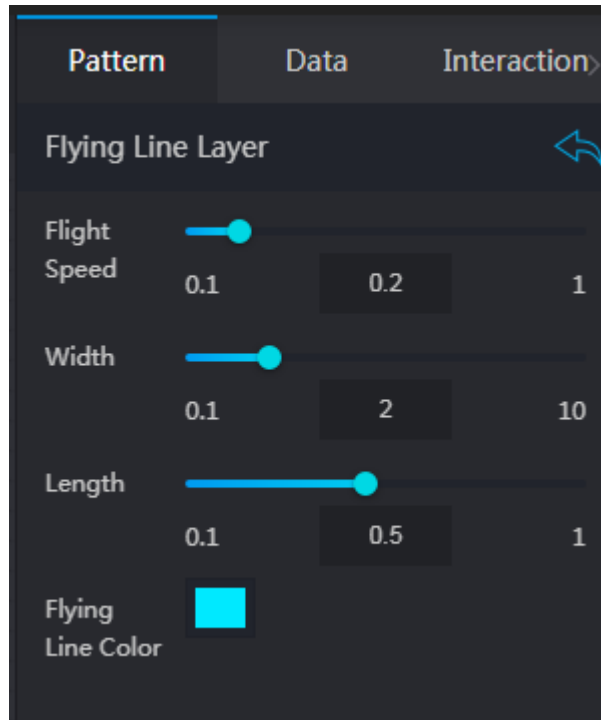 Pattern Data Interaction
Flying Line Layer
Flight
Speed
0.1 0.2 1
Width
0.1 2 10
Length
0.1 0.5 1
Flying
Line Color